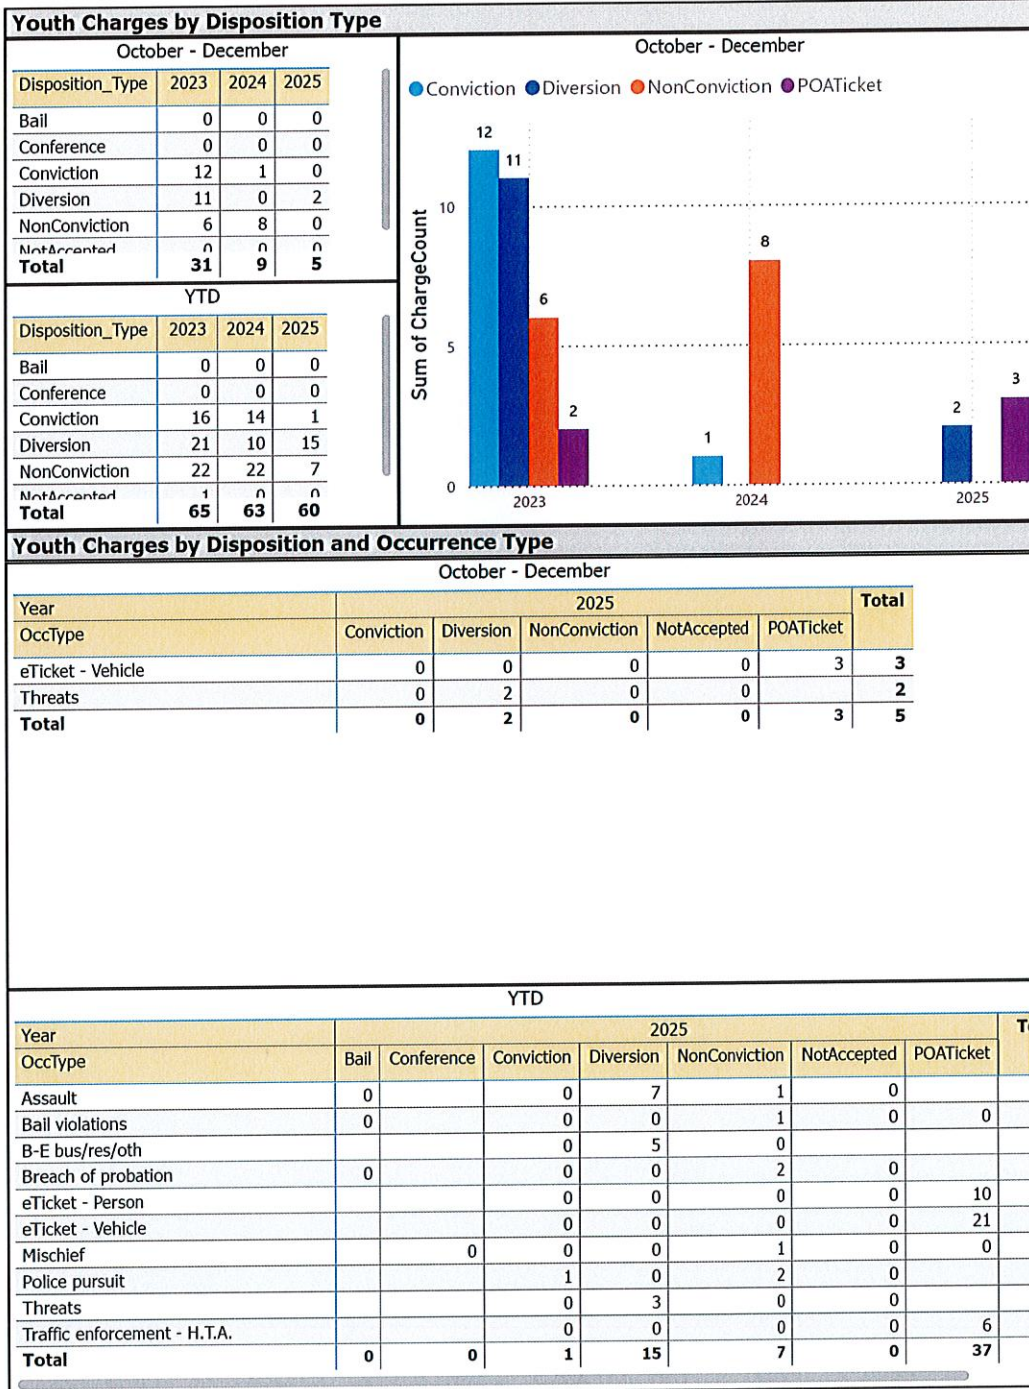 Youth Charges by Disposition Type
October - December
Disposition_Type 2023 2024 2025
Bail 0 0 0
Conference 0 0 0
Conviction 12 1 0
Diversion 11 0 2
NonConviction 6 8 0
NotAccepted 0 0 0
Total 31 9 5
YTD
Disposition_Type 2023 2024 2025
Bail 0 0 0
Conference 0 0 0
Conviction 16 14 1
Diversion 21 10 15
NonConviction 22 22 7
NotAccepted 1 0 0
Total 65 63 60
October - December
Conviction Diversion NonConviction POATicket
Sum of ChargeCount
10
5
0
12
11
6
2
1
8
2
3
2023 2024 2025
Youth Charges by Disposition and Occurrence Type
October - December
Year 2025 Total
OccType Conviction Diversion NonConviction NotAccepted POATicket
eTicket - Vehicle 0 0 0 0 3 3
Threats 0 2 0 0 2
Total 0 2 0 0 3 5
YTD
Year 2025
OccType Bail Conference Conviction Diversion NonConviction NotAccepted POATicket
Assault 0 0 7 1 0
Bail violations 0 0 0 1 0 0
B-E bus/res/oth 0 5 0
Breach of probation 0 0 0 2 0
eTicket - Person 0 0 0 0 10
eTicket - Vehicle 0 0 0 0 21
Mischief 0 0 0 1 0 0
Police pursuit 1 0 2 0
Threats 0 3 0 0
Traffic enforcement - H.T.A. 0 0 0 0 6
Total 0 0 1 15 7 0 37